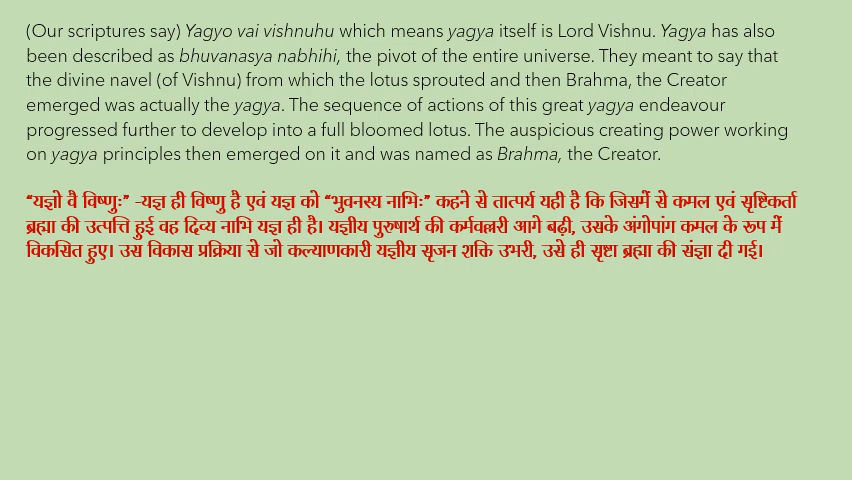 (Our scriptures say) Yagyo vai vishnuhu which means yagya itself is Lord Vishnu. Yagya has also
been described as bhuvanasya nabhihi, the pivot of the entire universe. They meant to say that
the divine navel (of Vishnu) from which the lotus sprouted and then Brahma, the Creator
emerged was actually the yagya. The sequence of actions of this great yagya endeavour
progressed further to develop into a full bloomed lotus. The auspicious creating power working
on yagya principles then emerged on it and was named as Brahma, the Creator.
“यज्ञो वै विष्णुः” -यज्ञ ही विष्णु है एवं यज्ञ को “भुवनस्य नाभिः” कहने से तात्पर्य यही है कि जिसमें से कमल एवं सृष्टिकर्ता
ब्रह्मा की उत्पत्ति हुई वह दिव्य नाभि यज्ञ ही है। यज्ञीय पुरुषार्थ की कर्मवल्लरी आगे बढ़ी, उसके अंगोपांग कमल के रूप में
विकसित हुए। उस विकास प्रक्रिया से जो कल्याणकारी यज्ञीय सृजन शक्ति उभरी, उसे ही सृष्टा ब्रह्मा की संज्ञा दी गई।